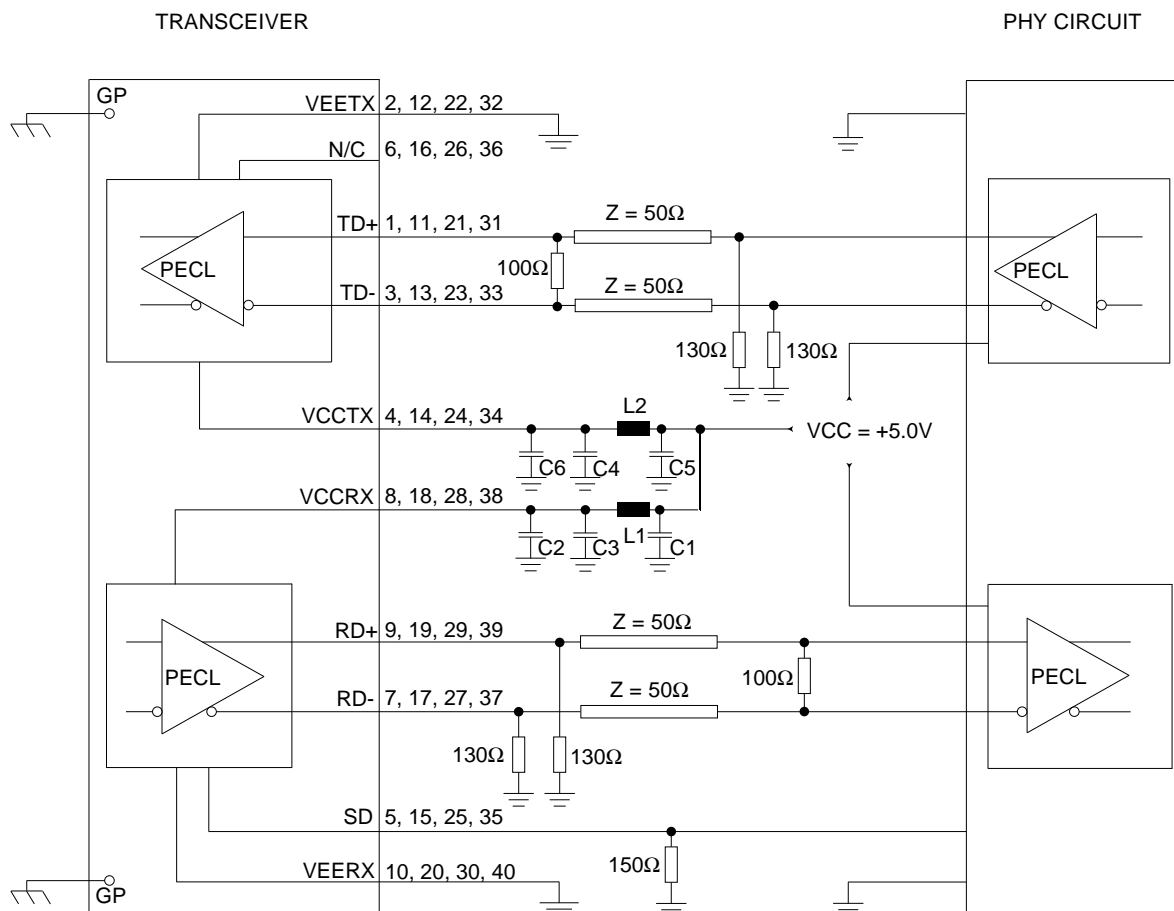 TRANSCEIVER
PHY CIRCUIT
GP
VEETX 2, 12, 22, 32
N/C 6, 16, 26, 36
TD+ 1, 11, 21, 31
Z = 50Ω
PECL
100Ω
PECL
TD- 3, 13, 23, 33
Z = 50Ω
130Ω
130Ω
VCCTX 4, 14, 24, 34
L2
VCC = +5.0V
C6
C4
C5
VCCRX 8, 18, 28, 38
L1
C2
C3
C1
RD+ 9, 19, 29, 39
Z = 50Ω
PECL
100Ω
PECL
RD- 7, 17, 27, 37
Z = 50Ω
130Ω
130Ω
SD 5, 15, 25, 35
VEERX 10, 20, 30, 40
150Ω
GP